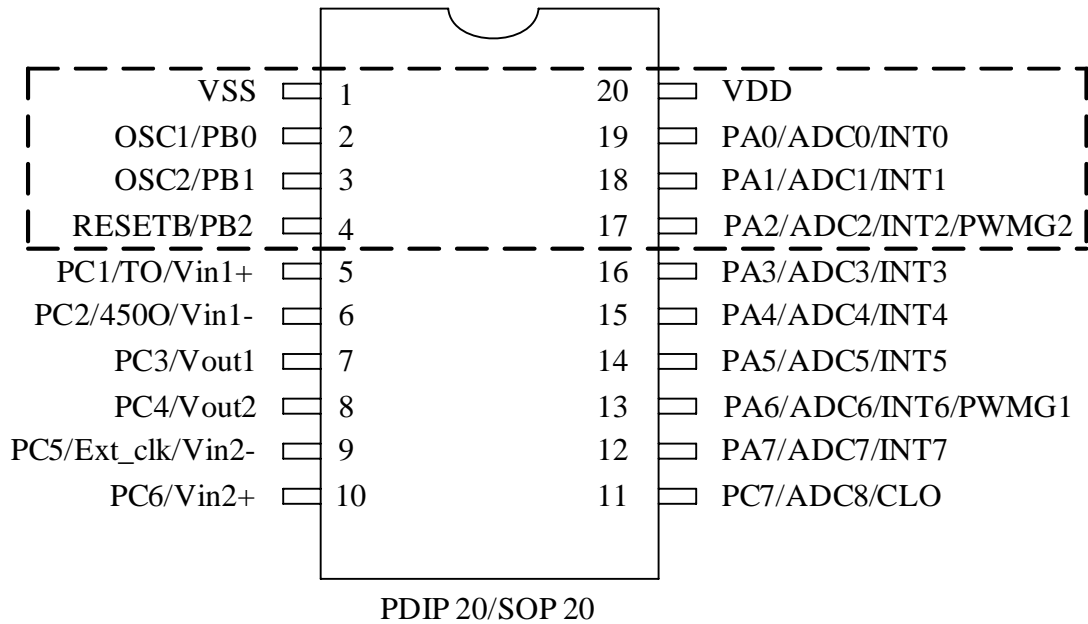 VSS 1 20 VDD
OSC1/PB0 2 19 PA0/ADC0/INT0
OSC2/PB1 3 18 PA1/ADC1/INT1
RESETB/PB2 4 17 PA2/ADC2/INT2/PWMG2
PC1/TO/Vin1+ 5 16 PA3/ADC3/INT3
PC2/450O/Vin1- 6 15 PA4/ADC4/INT4
PC3/Vout1 7 14 PA5/ADC5/INT5
PC4/Vout2 8 13 PA6/ADC6/INT6/PWMG1
PC5/Ext_clk/Vin2- 9 12 PA7/ADC7/INT7
PC6/Vin2+ 10 11 PC7/ADC8/CLO
PDIP 20/SOP 20